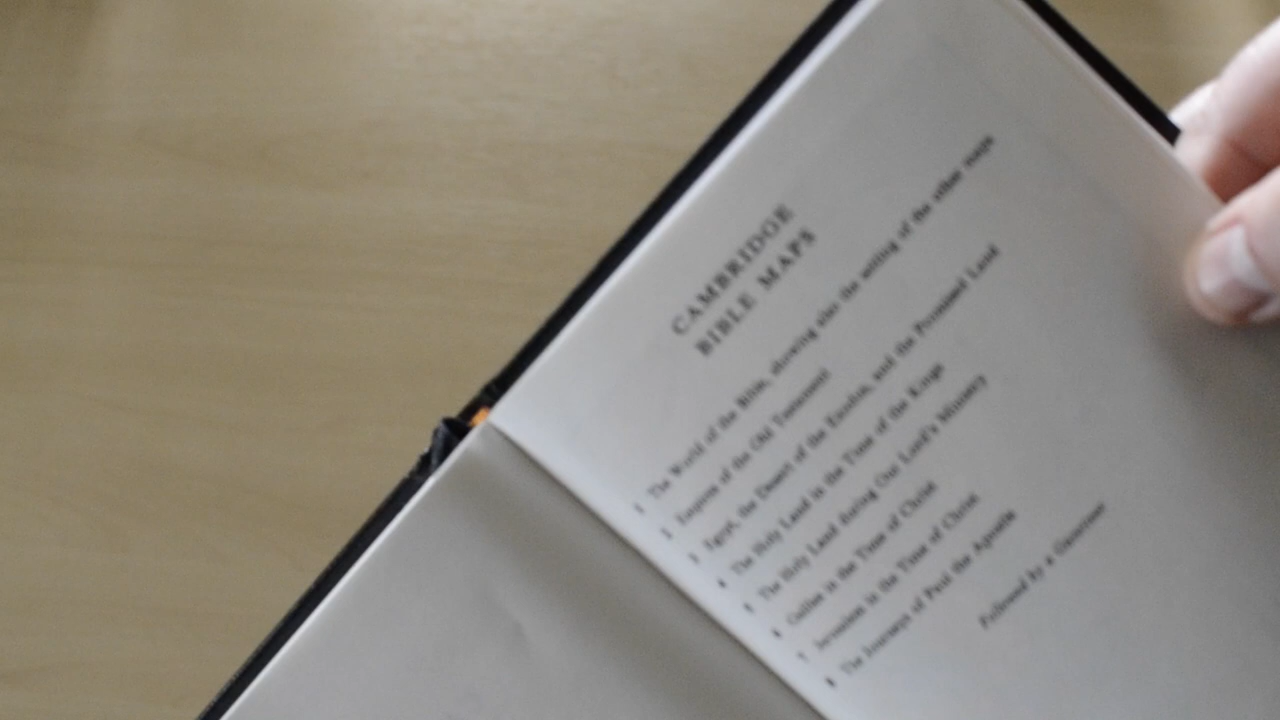 CAMBRIDGE
BIBLE MAPS
1 The World of the Bible, showing also the setting of the other maps
2 Empires of the Old Testament
3 Egypt, the Desert of the Exodus, and the Promised Land
4 The Holy Land in the Time of the Kings
5 The Holy Land during Our Lord's Ministry
6 Galilee in the Time of Christ
7 Jerusalem in the Time of Christ
8 The Journeys of Paul the Apostle
Followed by a Gazetteer